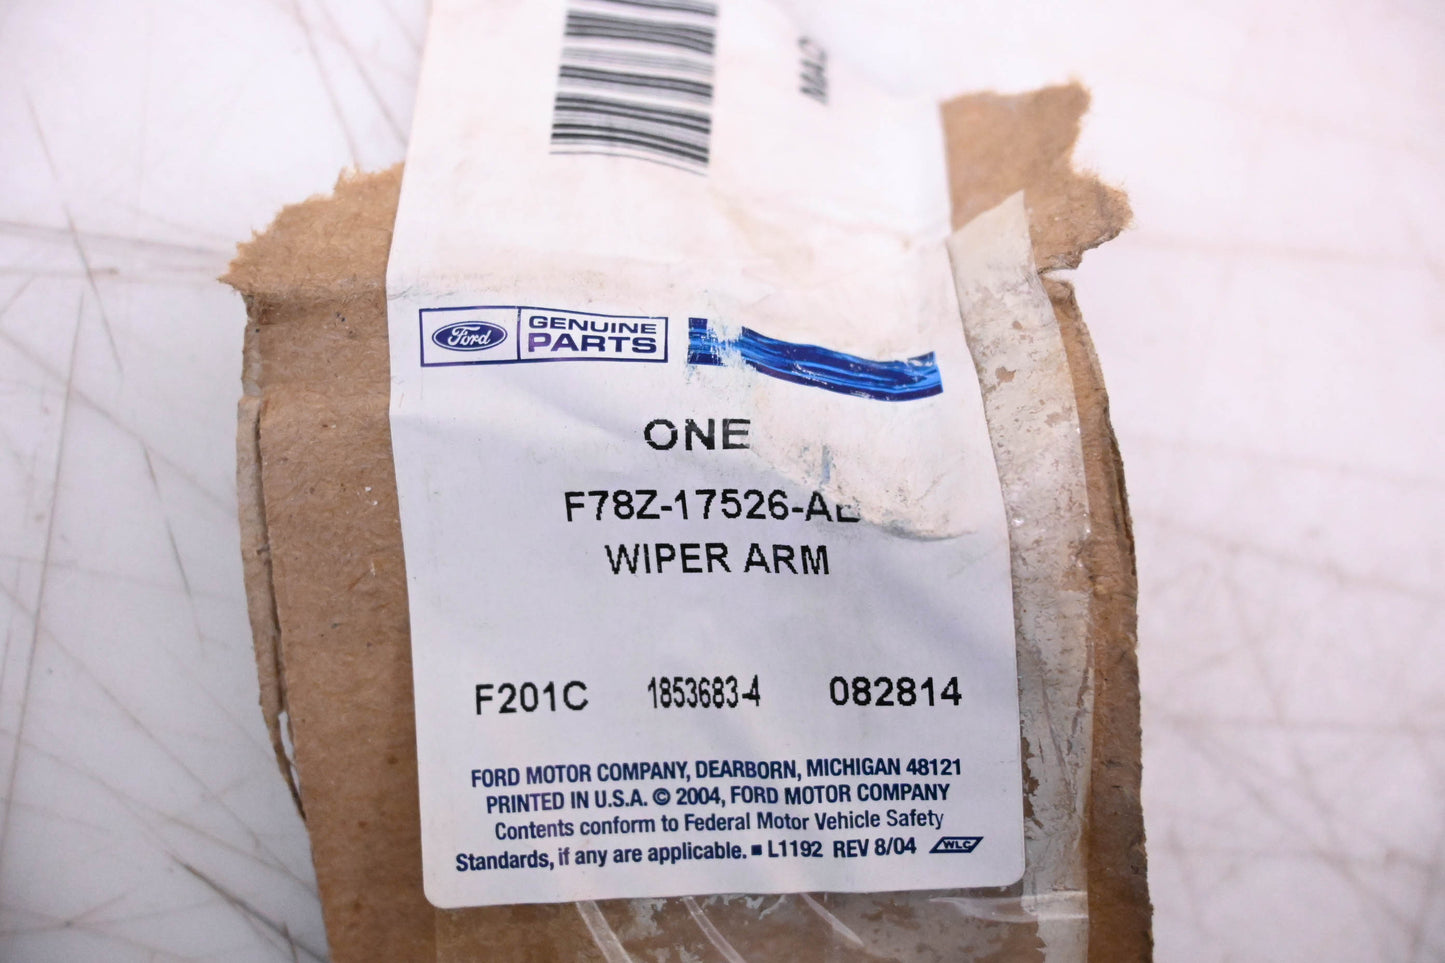 MAC
Ford GENUINE PARTS
ONE
F78Z-17526-A
WIPER ARM
F201C 1853683-4 082814
FORD MOTOR COMPANY, DEARBORN, MICHIGAN 48121
PRINTED IN U.S.A. © 2004, FORD MOTOR COMPANY
Contents conform to Federal Motor Vehicle Safety
Standards, if any are applicable. ▪ L1192 REV 8/04 WLC